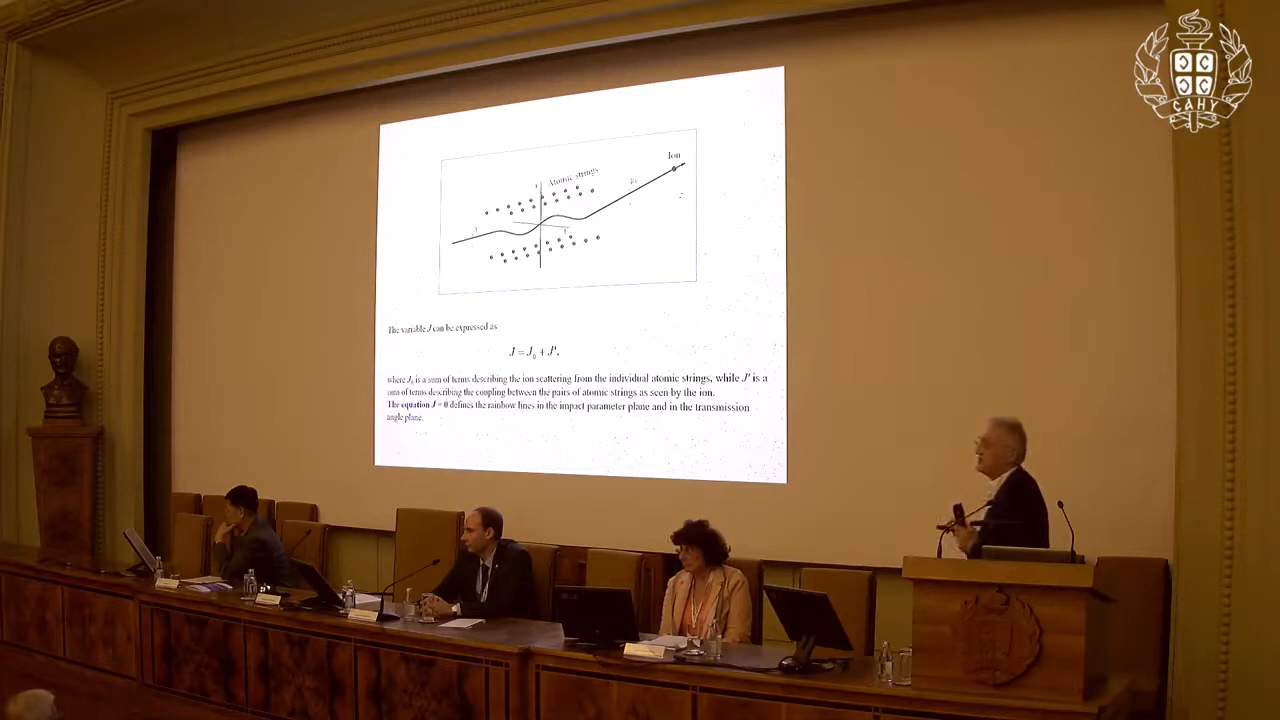 САНУ
Ion
Atomic strings
The variable J can be expressed as
J = J₀ + J',
where J₀ is a sum of terms describing the ion scattering from the individual atomic strings, while J' is a
sum of terms describing the coupling between the pairs of atomic strings as seen by the ion.
The equation J = 0 defines the rainbow lines in the impact parameter plane and in the transmission
angle plane.